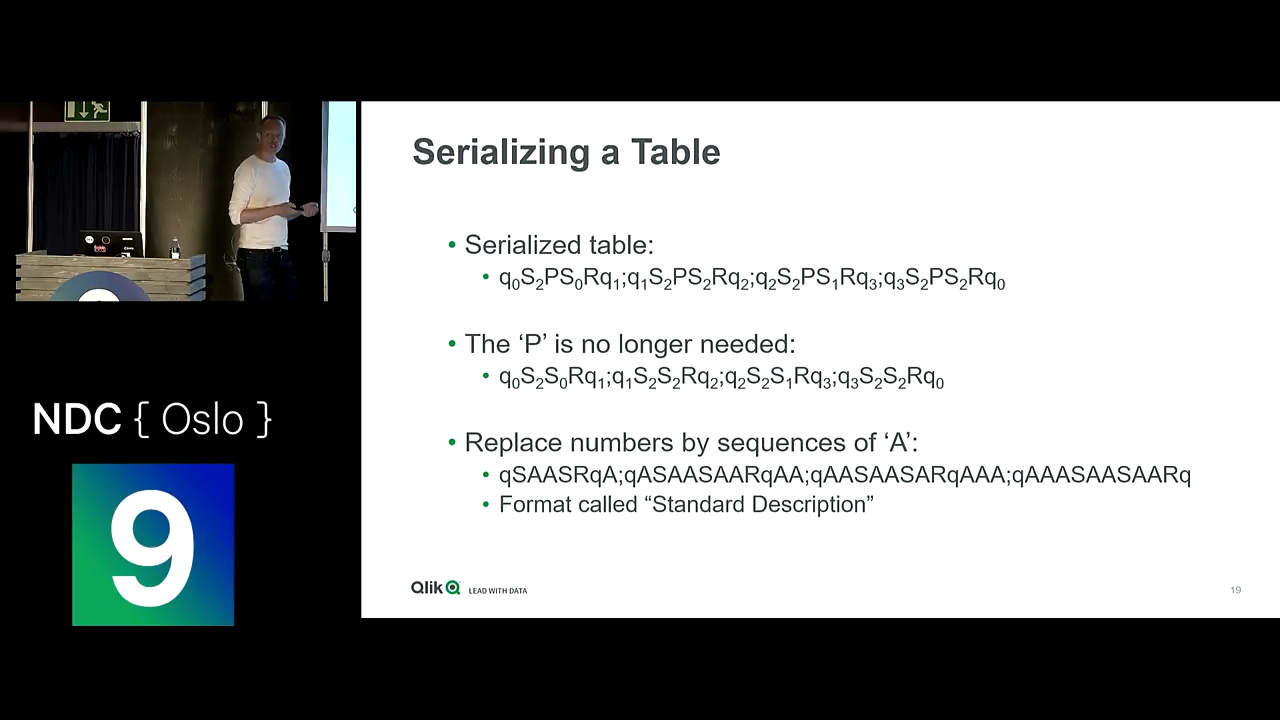 Serializing a Table
• Serialized table:
• q₀S₂PS₀Rq₁;q₁S₂PS₂Rq₂;q₂S₂PS₁Rq₃;q₃S₂PS₂Rq₀
• The ‘P’ is no longer needed:
• q₀S₂S₀Rq₁;q₁S₂S₂Rq₂;q₂S₂S₁Rq₃;q₃S₂S₂Rq₀
• Replace numbers by sequences of ‘A’:
• qSAASRqA;qASAASAARqAA;qAASAASARqAAA;qAAASAASAARq
• Format called “Standard Description”
Qlik LEAD WITH DATA
19
NDC { Oslo }
9